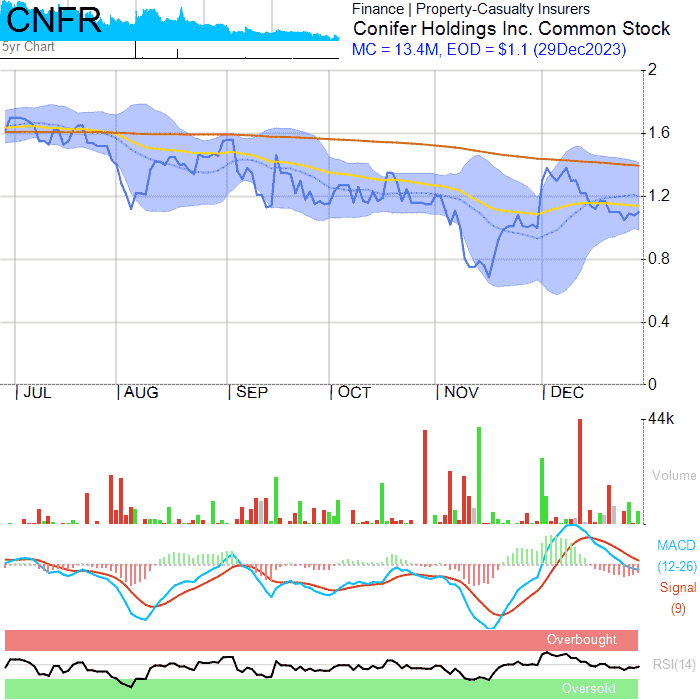 CNFR
5yr Chart
Finance | Property-Casualty Insurers
Conifer Holdings Inc. Common Stock
MC = 13.4M, EOD = $1.1 (29Dec2023)
2
1.6
1.2
0.8
0.4
0
JUL
AUG
SEP
OCT
NOV
DEC
44k
Volume
MACD
(12-26)
Signal
(9)
Overbought
RSI(14)
Oversold